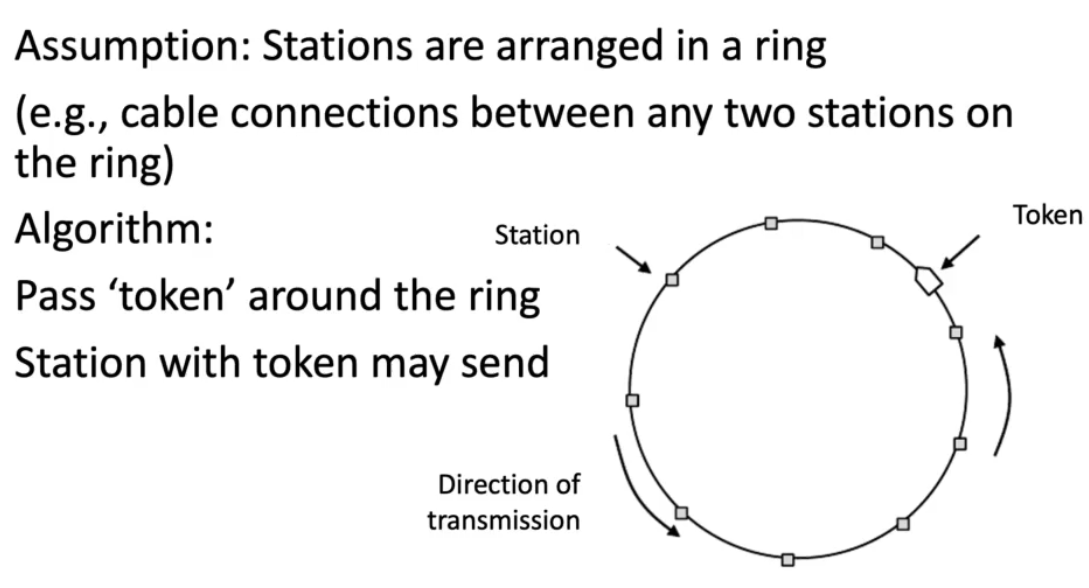 Assumption: Stations are arranged in a ring
(e.g., cable connections between any two stations on
the ring)
Algorithm:
Pass ‘token’ around the ring
Station with token may send
Station
Token
Direction of
transmission